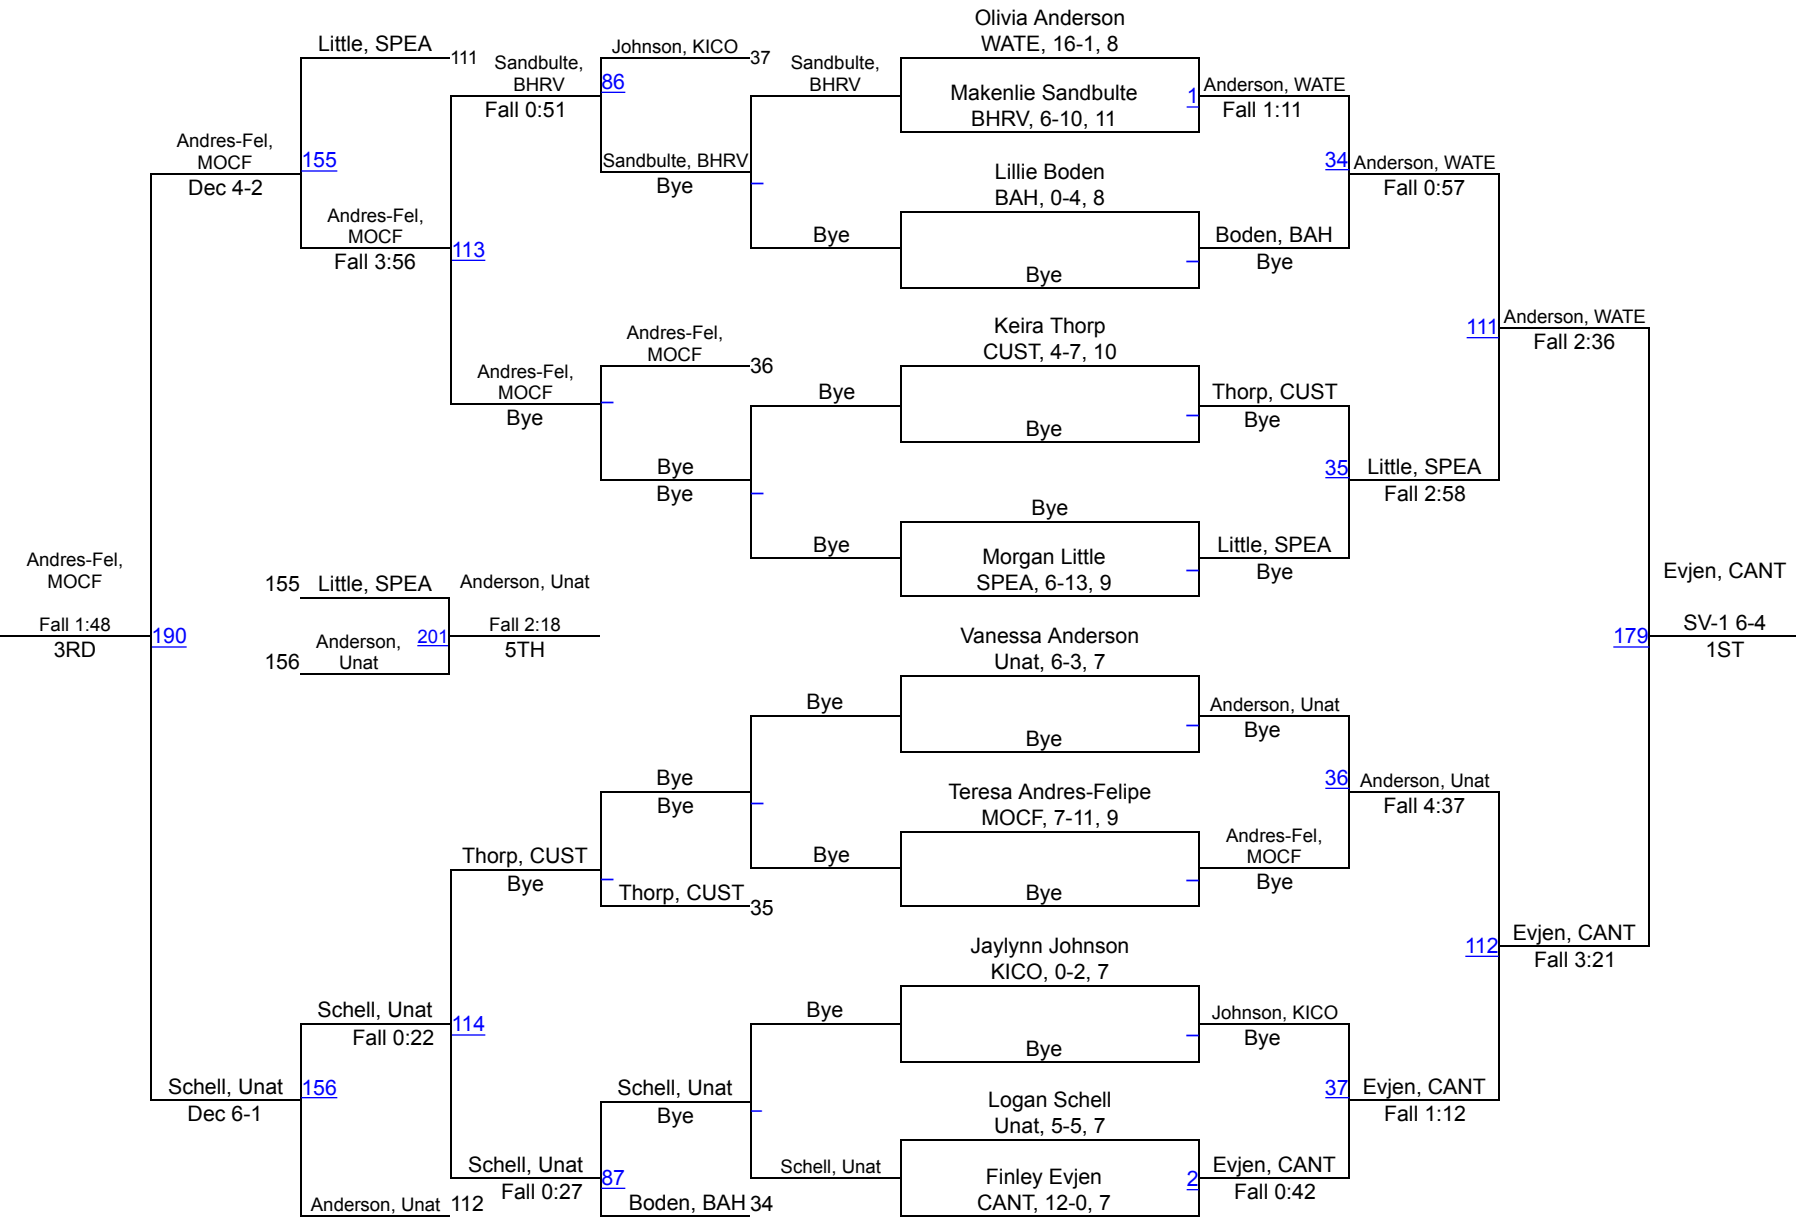 Olivia Anderson
WATE, 16-1, 8
Little, SPEA
111
Sandbulte,
BHRV
Fall 0:51
Johnson, KICO
37
86
Sandbulte,
BHRV
Makenlie Sandbulte
BHRV, 6-10, 11
1
Anderson, WATE
Fall 1:11
Andres-Fel,
MOCF
Dec 4-2
155
Sandbulte, BHRV
Bye
Lillie Boden
BAH, 0-4, 8
34
Anderson, WATE
Fall 0:57
Andres-Fel,
MOCF
Fall 3:56
113
Bye
Bye
Boden, BAH
Bye
Andres-Fel,
MOCF
36
Keira Thorp
CUST, 4-7, 10
111
Anderson, WATE
Fall 2:36
Andres-Fel,
MOCF
Bye
Bye
Bye
Thorp, CUST
Bye
Bye
Bye
35
Little, SPEA
Fall 2:58
Bye
Bye
Morgan Little
SPEA, 6-13, 9
Little, SPEA
Bye
Andres-Fel,
MOCF
Fall 1:48
3RD
190
155
Little, SPEA
Anderson, Unat
156
Anderson,
Unat
201
Fall 2:18
5TH
Evjen, CANT
179
SV-1 6-4
1ST
Vanessa Anderson
Unat, 6-3, 7
Bye
Bye
Anderson, Unat
Bye
Bye
Bye
Teresa Andres-Felipe
MOCF, 7-11, 9
36
Anderson, Unat
Fall 4:37
Thorp, CUST
Bye
Bye
Bye
Andres-Fel,
MOCF
Bye
Thorp, CUST
35
Jaylynn Johnson
KICO, 0-2, 7
112
Evjen, CANT
Fall 3:21
Schell, Unat
Fall 0:22
114
Bye
Bye
Johnson, KICO
Bye
Schell, Unat
Dec 6-1
156
Schell, Unat
Bye
Logan Schell
Unat, 5-5, 7
37
Evjen, CANT
Fall 1:12
Schell, Unat
Fall 0:27
87
Schell, Unat
Finley Evjen
CANT, 12-0, 7
2
Evjen, CANT
Fall 0:42
Anderson, Unat
112
Boden, BAH
34